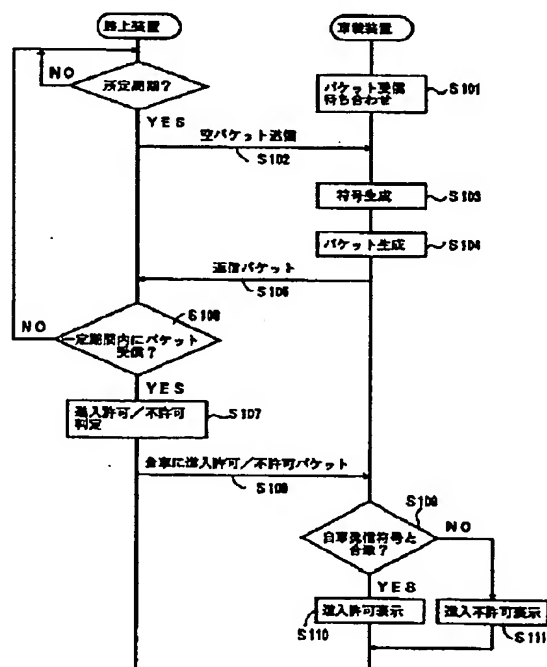 路上装置
車載装置
NO
所定周期?
パケット受信
待ち合わせ
S101
YES
空パケット送信
S102
符号生成
S103
パケット生成
S104
返信パケット
S105
S106
NO
一定期間内にパケット
受信?
YES
進入許可/不許可
判定
S107
全車に進入許可/不許可パケット
S108
S109
自車発信符号と
合致?
NO
YES
進入許可表示
進入不許可表示
S110
S111